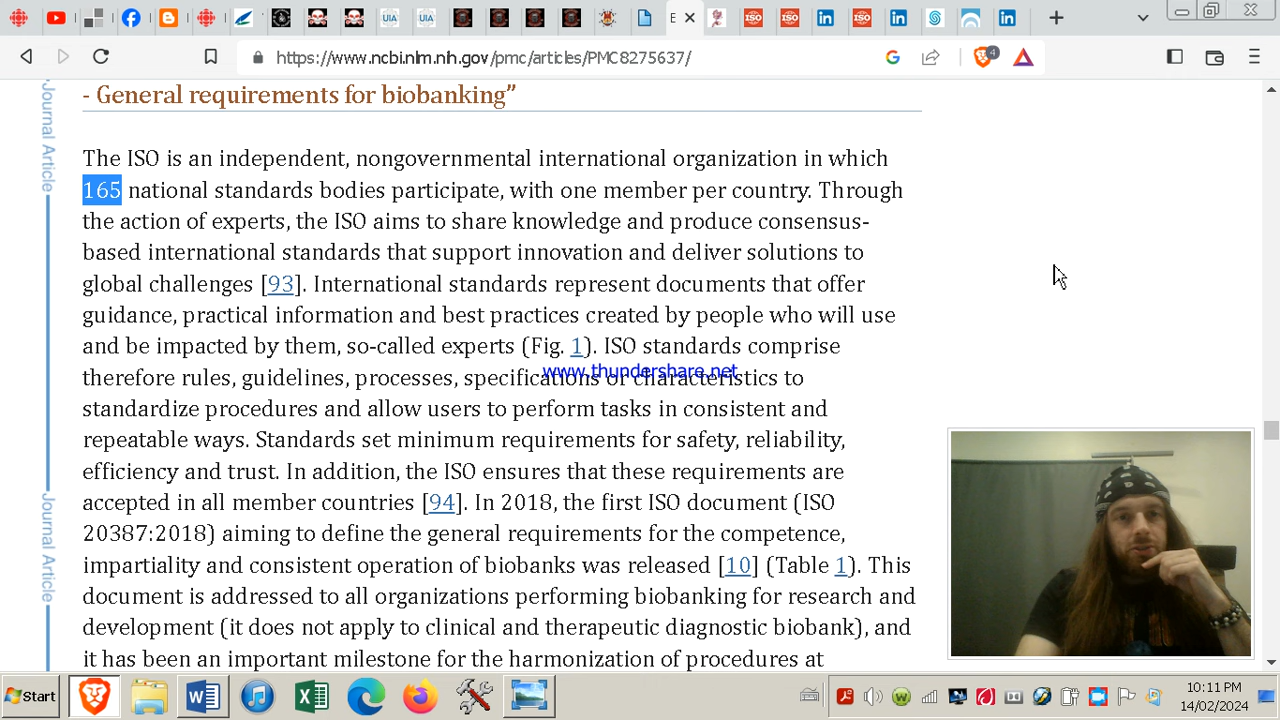 E
4
https://www.ncbi.nlm.nih.gov/pmc/articles/PMC8275637/
- General requirements for biobanking”
Journal Article
The ISO is an independent, nongovernmental international organization in which
165 national standards bodies participate, with one member per country. Through
the action of experts, the ISO aims to share knowledge and produce consensus-
based international standards that support innovation and deliver solutions to
global challenges [93]. International standards represent documents that offer
guidance, practical information and best practices created by people who will use
and be impacted by them, so-called experts (Fig. 1). ISO standards comprise
www.thundershare.net
therefore rules, guidelines, processes, specifications or characteristics to
standardize procedures and allow users to perform tasks in consistent and
repeatable ways. Standards set minimum requirements for safety, reliability,
efficiency and trust. In addition, the ISO ensures that these requirements are
accepted in all member countries [94]. In 2018, the first ISO document (ISO
Journal Article
20387:2018) aiming to define the general requirements for the competence,
impartiality and consistent operation of biobanks was released [10] (Table 1). This
document is addressed to all organizations performing biobanking for research and
development (it does not apply to clinical and therapeutic diagnostic biobank), and
it has been an important milestone for the harmonization of procedures at
Start
10:11 PM
14/02/2024